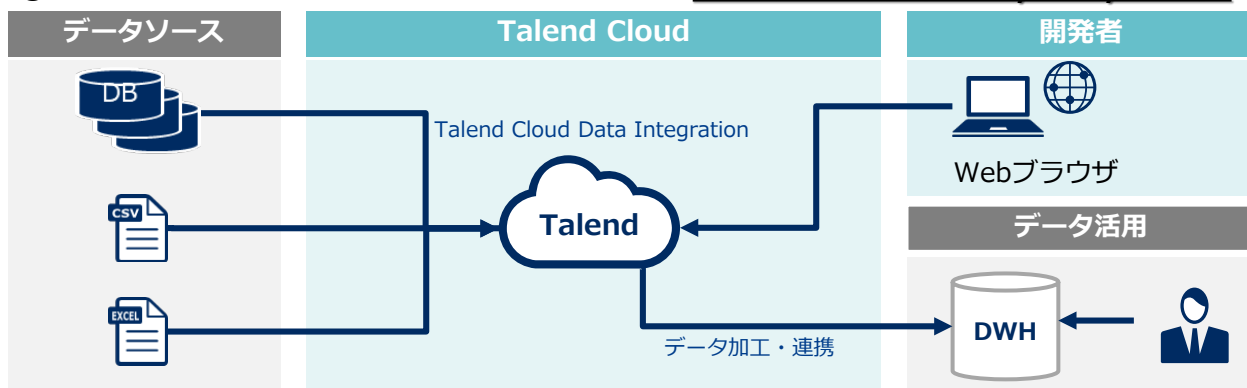 データソース
Talend Cloud
開発者
DB
CSV
EXCEL
Talend Cloud Data Integration
Talend
データ加工・連携
Webブラウザ
データ活用
DWH